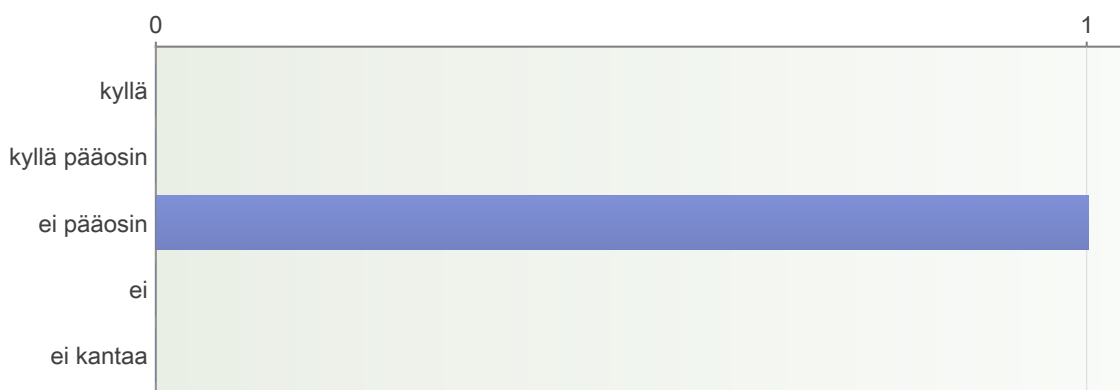 0 1
kyllä
kyllä pääosin
ei pääosin
ei
ei kantaa